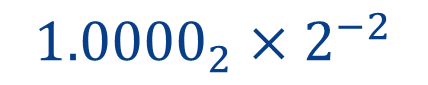 1.0000₂ × 2⁻²